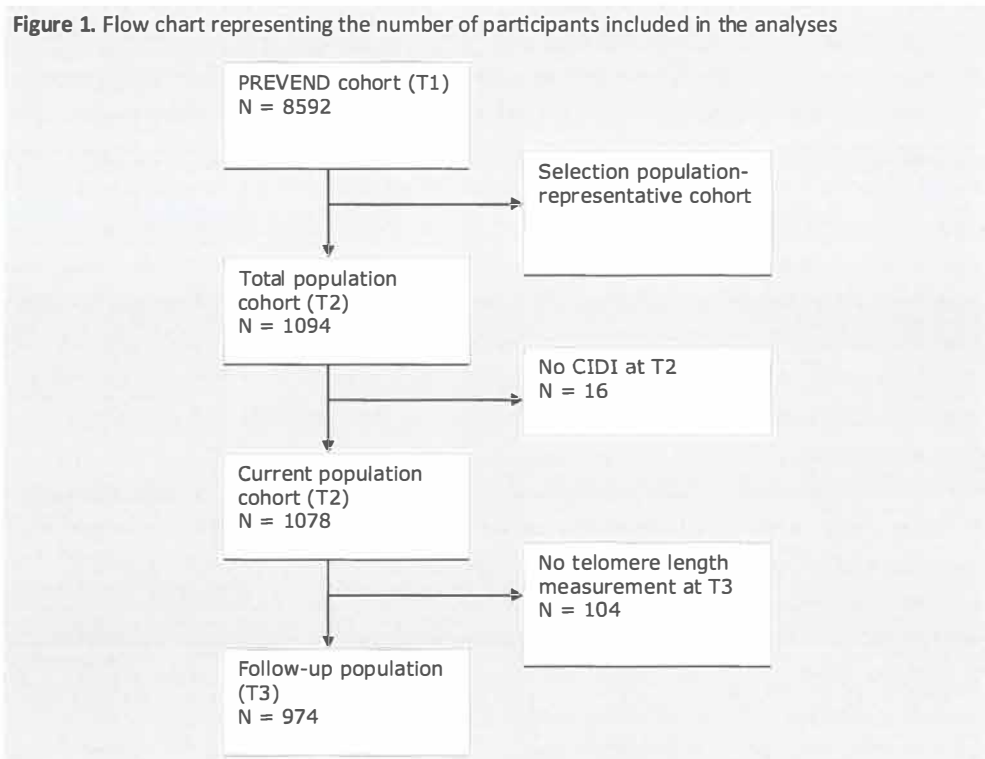 Figure 1. Flow chart representing the number of participants included in the analyses
PREVEND cohort (T1)
N = 8592
Selection population-
representative cohort
Total population
cohort (T2)
N = 1094
No CIDI at T2
N = 16
Current population
cohort (T2)
N = 1078
No telomere length
measurement at T3
N = 104
Follow-up population
(T3)
N = 974